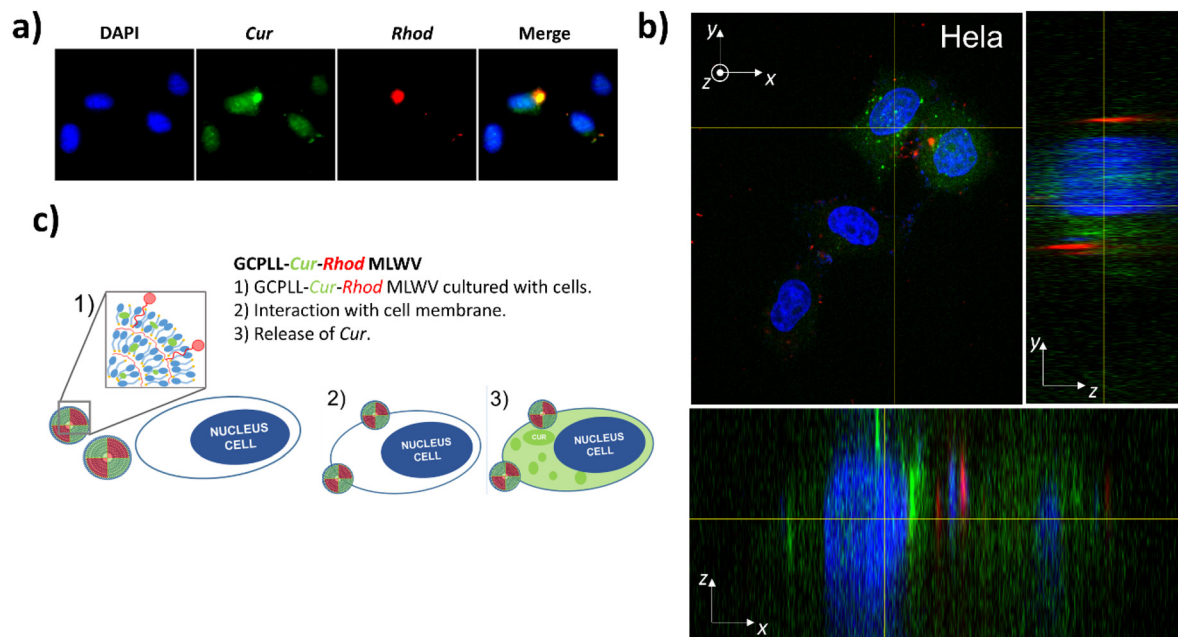 a)
DAPI
Cur
Rhod
Merge
b)
y
z
x
Hela
y
z
z
x
c)
GCPLL-Cur-Rhod MLWV
1) GCPLL-Cur-Rhod MLWV cultured with cells.
2) Interaction with cell membrane.
3) Release of Cur.
1)
NUCLEUS
CELL
2)
NUCLEUS
CELL
3)
CUR
NUCLEUS
CELL